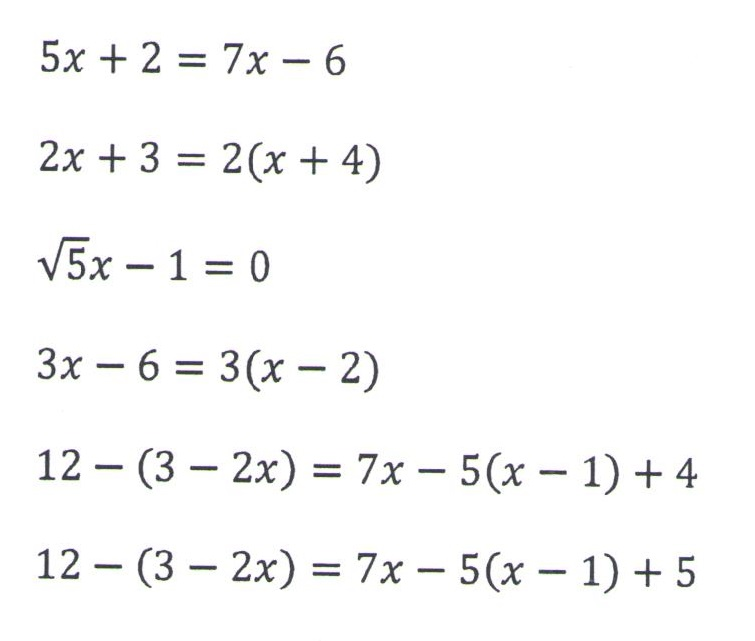 5x + 2 = 7x − 6
2x + 3 = 2(x + 4)
√5x − 1 = 0
3x − 6 = 3(x − 2)
12 − (3 − 2x) = 7x − 5(x − 1) + 4
12 − (3 − 2x) = 7x − 5(x − 1) + 5